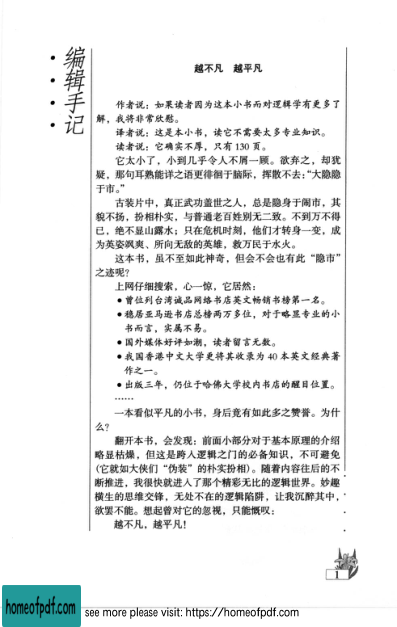 编辑手记
越不凡 越平凡
作者说：如果读者因为这本小书而对逻辑学有更多了
解，我将非常欣慰。
译者说：这是本小书，读它不需要太多专业知识。
读者说：它确实不厚，只有 130 页。
它太小了，小到几乎令人不屑一顾。欲弃之，却犹
疑，那句耳熟能详之语更徘徊于脑际，挥散不去：“大隐隐
于市。”
古装片中，真正武功盖世之人，总是隐身于闹市，其
貌不扬，扮相朴实，与普通老百姓别无二致。不到万不得
已，绝不显山露水；只在危机时刻，他们才转身一变，成
为英姿飒爽、所向无敌的英雄，救万民于水火。
这本书，虽不至如此神奇，但会不会也有此“隐市”
之迹呢？
上网仔细搜索，心一惊，它居然：
●曾位列台湾诚品网络书店英文畅销书榜第一名。
●稳居亚马逊书店总榜两万多位，对于略显专业的小
书而言，实属不易。
●国外媒体好评如潮，读者留言无数。
●我国香港中文大学更将其收录为 40 本英文经典著
作之一。
●出版三年，仍位于哈佛大学校内书店的醒目位置。
……
一本看似平凡的小书，身后竟有如此多之赞誉。为什
么？
翻开本书，会发现：前面小部分对于基本原理的介绍
略显枯燥，但这是跨入逻辑之门的必备知识，不可避免
（它就如大侠们“伪装”的朴实扮相）。随着内容往后的不
断推进，我很快就进入了那个精彩无比的逻辑世界。妙趣
横生的思维交锋，无处不在的逻辑陷阱，让我沉醉其中，
欲罢不能。想起曾对它的忽视，只能慨叹：
越不凡，越平凡！
1
homeofpdf.com
see more please visit: https://homeofpdf.com